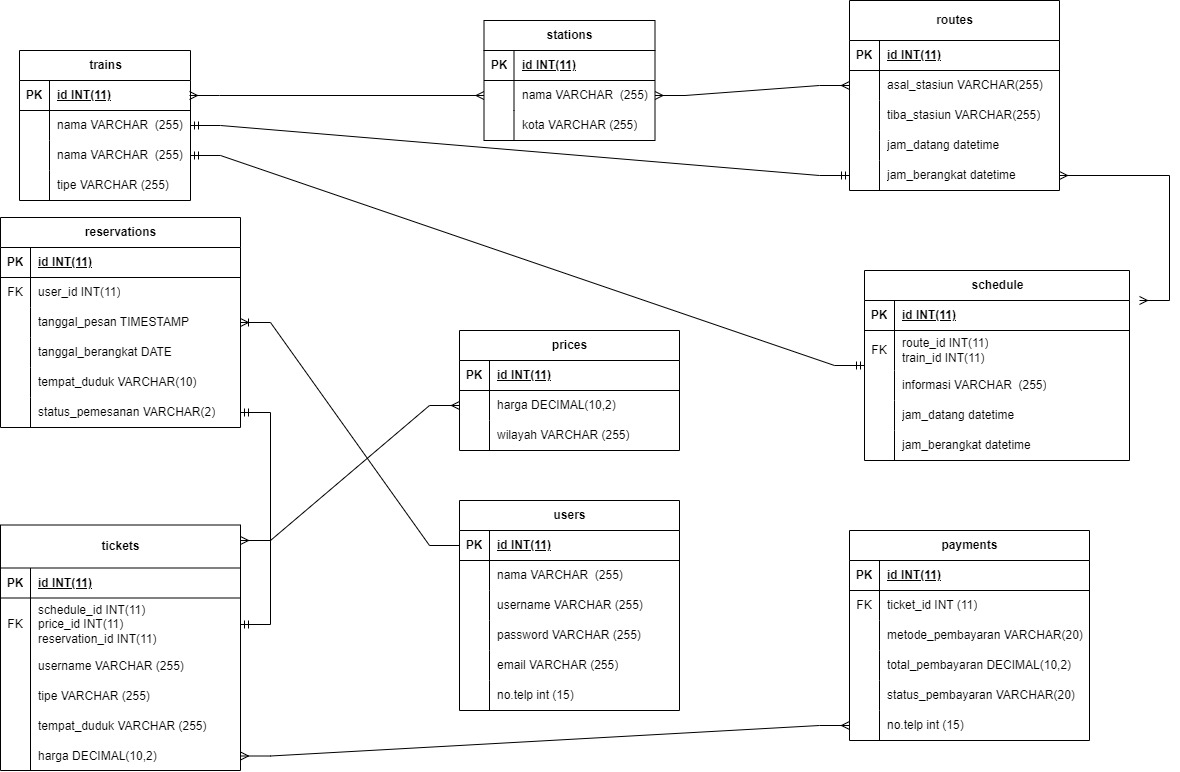 trains
PK id INT(11)
nama VARCHAR (255)
nama VARCHAR (255)
tipe VARCHAR (255)
stations
PK id INT(11)
nama VARCHAR (255)
kota VARCHAR (255)
routes
PK id INT(11)
asal_stasiun VARCHAR(255)
tiba_stasiun VARCHAR(255)
jam_datang datetime
jam_berangkat datetime
reservations
PK id INT(11)
FK user_id INT(11)
tanggal_pesan TIMESTAMP
tanggal_berangkat DATE
tempat_duduk VARCHAR(10)
status_pemesanan VARCHAR(2)
schedule
PK id INT(11)
FK route_id INT(11)
train_id INT(11)
informasi VARCHAR (255)
jam_datang datetime
jam_berangkat datetime
prices
PK id INT(11)
harga DECIMAL(10,2)
wilayah VARCHAR (255)
tickets
PK id INT(11)
schedule_id INT(11)
FK price_id INT(11)
reservation_id INT(11)
username VARCHAR (255)
tipe VARCHAR (255)
tempat_duduk VARCHAR (255)
harga DECIMAL(10,2)
users
PK id INT(11)
nama VARCHAR (255)
username VARCHAR (255)
password VARCHAR (255)
email VARCHAR (255)
no.telp int (15)
payments
PK id INT(11)
FK ticket_id INT (11)
metode_pembayaran VARCHAR(20)
total_pembayaran DECIMAL(10,2)
status_pembayaran VARCHAR(20)
no.telp int (15)